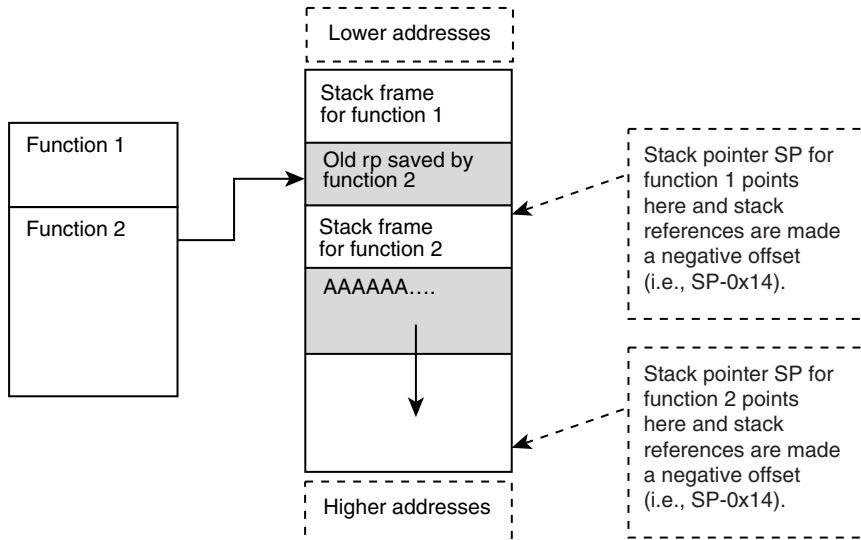 Lower addresses
Stack frame
for function 1
Function 1
Old rp saved by
function 2
Stack pointer SP for
function 1 points
here and stack
references are made
a negative offset
(i.e., SP-0x14).
Function 2
Stack frame
for function 2
AAAAAA....
Stack pointer SP for
function 2 points
here and stack
references are made
a negative offset
(i.e., SP-0x14).
Higher addresses